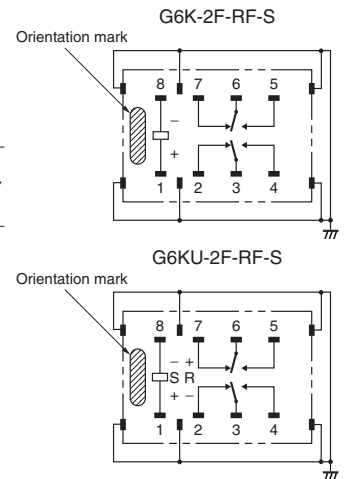 G6K-2F-RF-S
Orientation mark
8 7 6 5
−
+
1 2 3 4
G6KU-2F-RF-S
Orientation mark
8 7 6 5
− +
S R
+ −
1 2 3 4